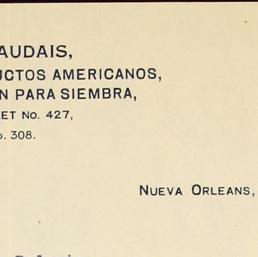 AUDAIS,
UCTOS AMERICANOS,
N PARA SIEMBRA,
ET No. 427,
o. 308.
NUEVA ORLEANS,